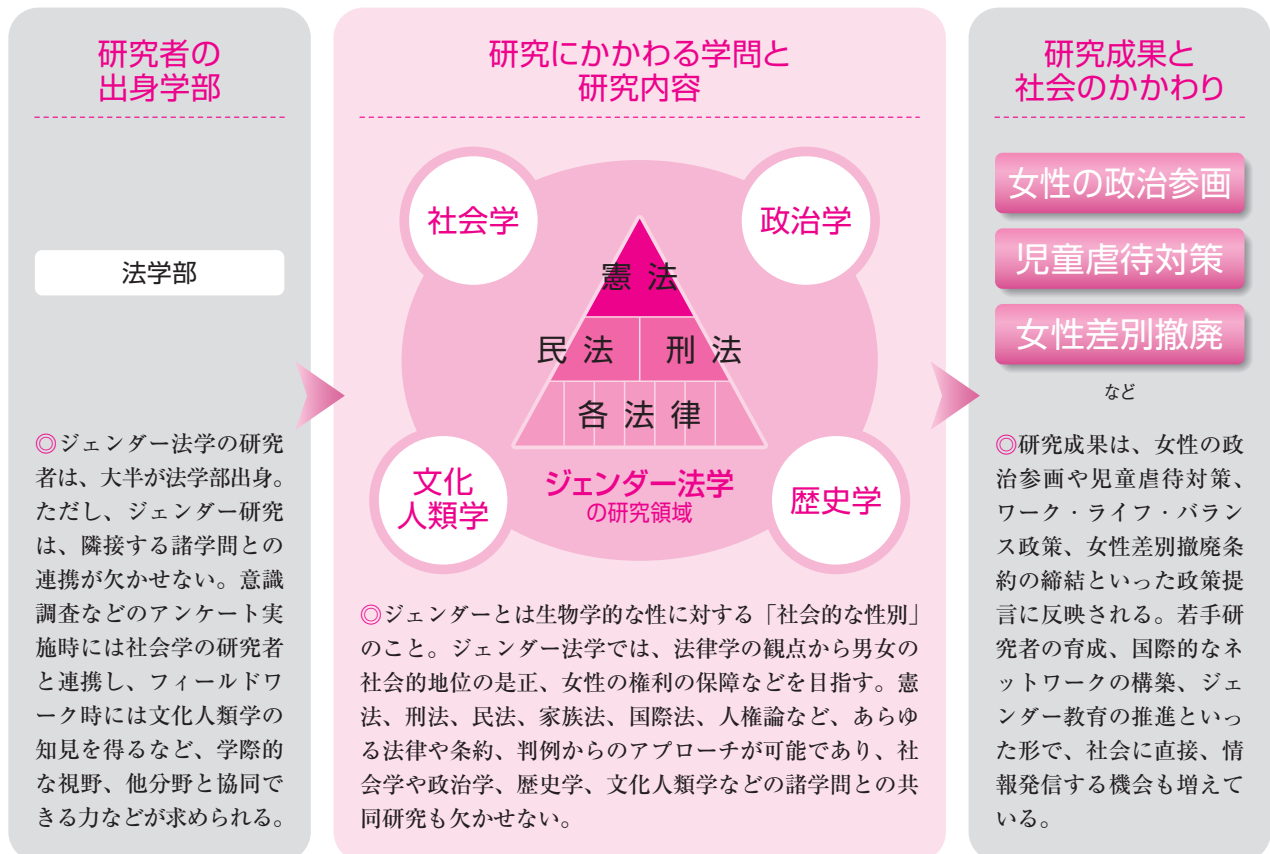 研究者の
出身学部
法学部
◎ジェンダー法学の研究
者は、大半が法学部出身。
ただし、ジェンダー研究
は、隣接する諸学問との
連携が欠かせない。意識
調査などのアンケート実
施時には社会学の研究者
と連携し、フィールドワ
ーク時には文化人類学の
知見を得るなど、学際的
な視野、他分野と協同で
きる力などが求められる。
研究にかかわる学問と
研究内容
社会学
政治学
憲法
民法
刑法
各法律
文化
人類学
ジェンダー法学
の研究領域
歴史学
◎ジェンダーとは生物学的な性に対する「社会的な性別」
のこと。ジェンダー法学では、法律学の観点から男女の
社会的地位の是正、女性の権利の保障などを目指す。憲
法、刑法、民法、家族法、国際法、人権論など、あらゆ
る法律や条約、判例からのアプローチが可能であり、社
会学や政治学、歴史学、文化人類学などの諸学問との共
同研究も欠かせない。
研究成果と
社会のかかわり
女性の政治参画
児童虐待対策
女性差別撤廃
など
◎研究成果は、女性の政
治参画や児童虐待対策、
ワーク・ライフ・バラン
ス政策、女性差別撤廃条
約の締結といった政策提
言に反映される。若手研
究者の育成、国際的なネ
ットワークの構築、ジェ
ンダー教育の推進といっ
た形で、社会に直接、情
報発信する機会も増えて
いる。